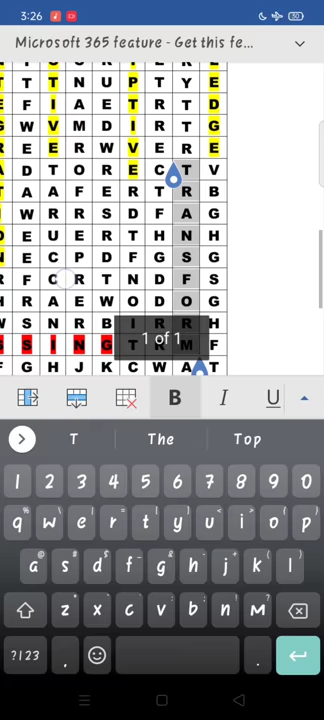 3:26
30
Microsoft 365 feature - Get this fe...
T T T N U P T Y E
E F I A E T R T D
G W V M D I R T G
R E E R W V E R E
A D T O R E C T V
T A A F E R T R B
I W R R S D F A G
O E U E R T H N H
N E C P D F G S G
R F C R T N D F S
H R A E W O D O G
W S N R B I R R H
S S I N G T R M F
1 of 1
F G H J K C W A T
B I U
T The Top
1 2 3 4 5 6 7 8 9 0
q w e r t y u i o p
a s d f g h j k l
z x c v b n m
?123 , .